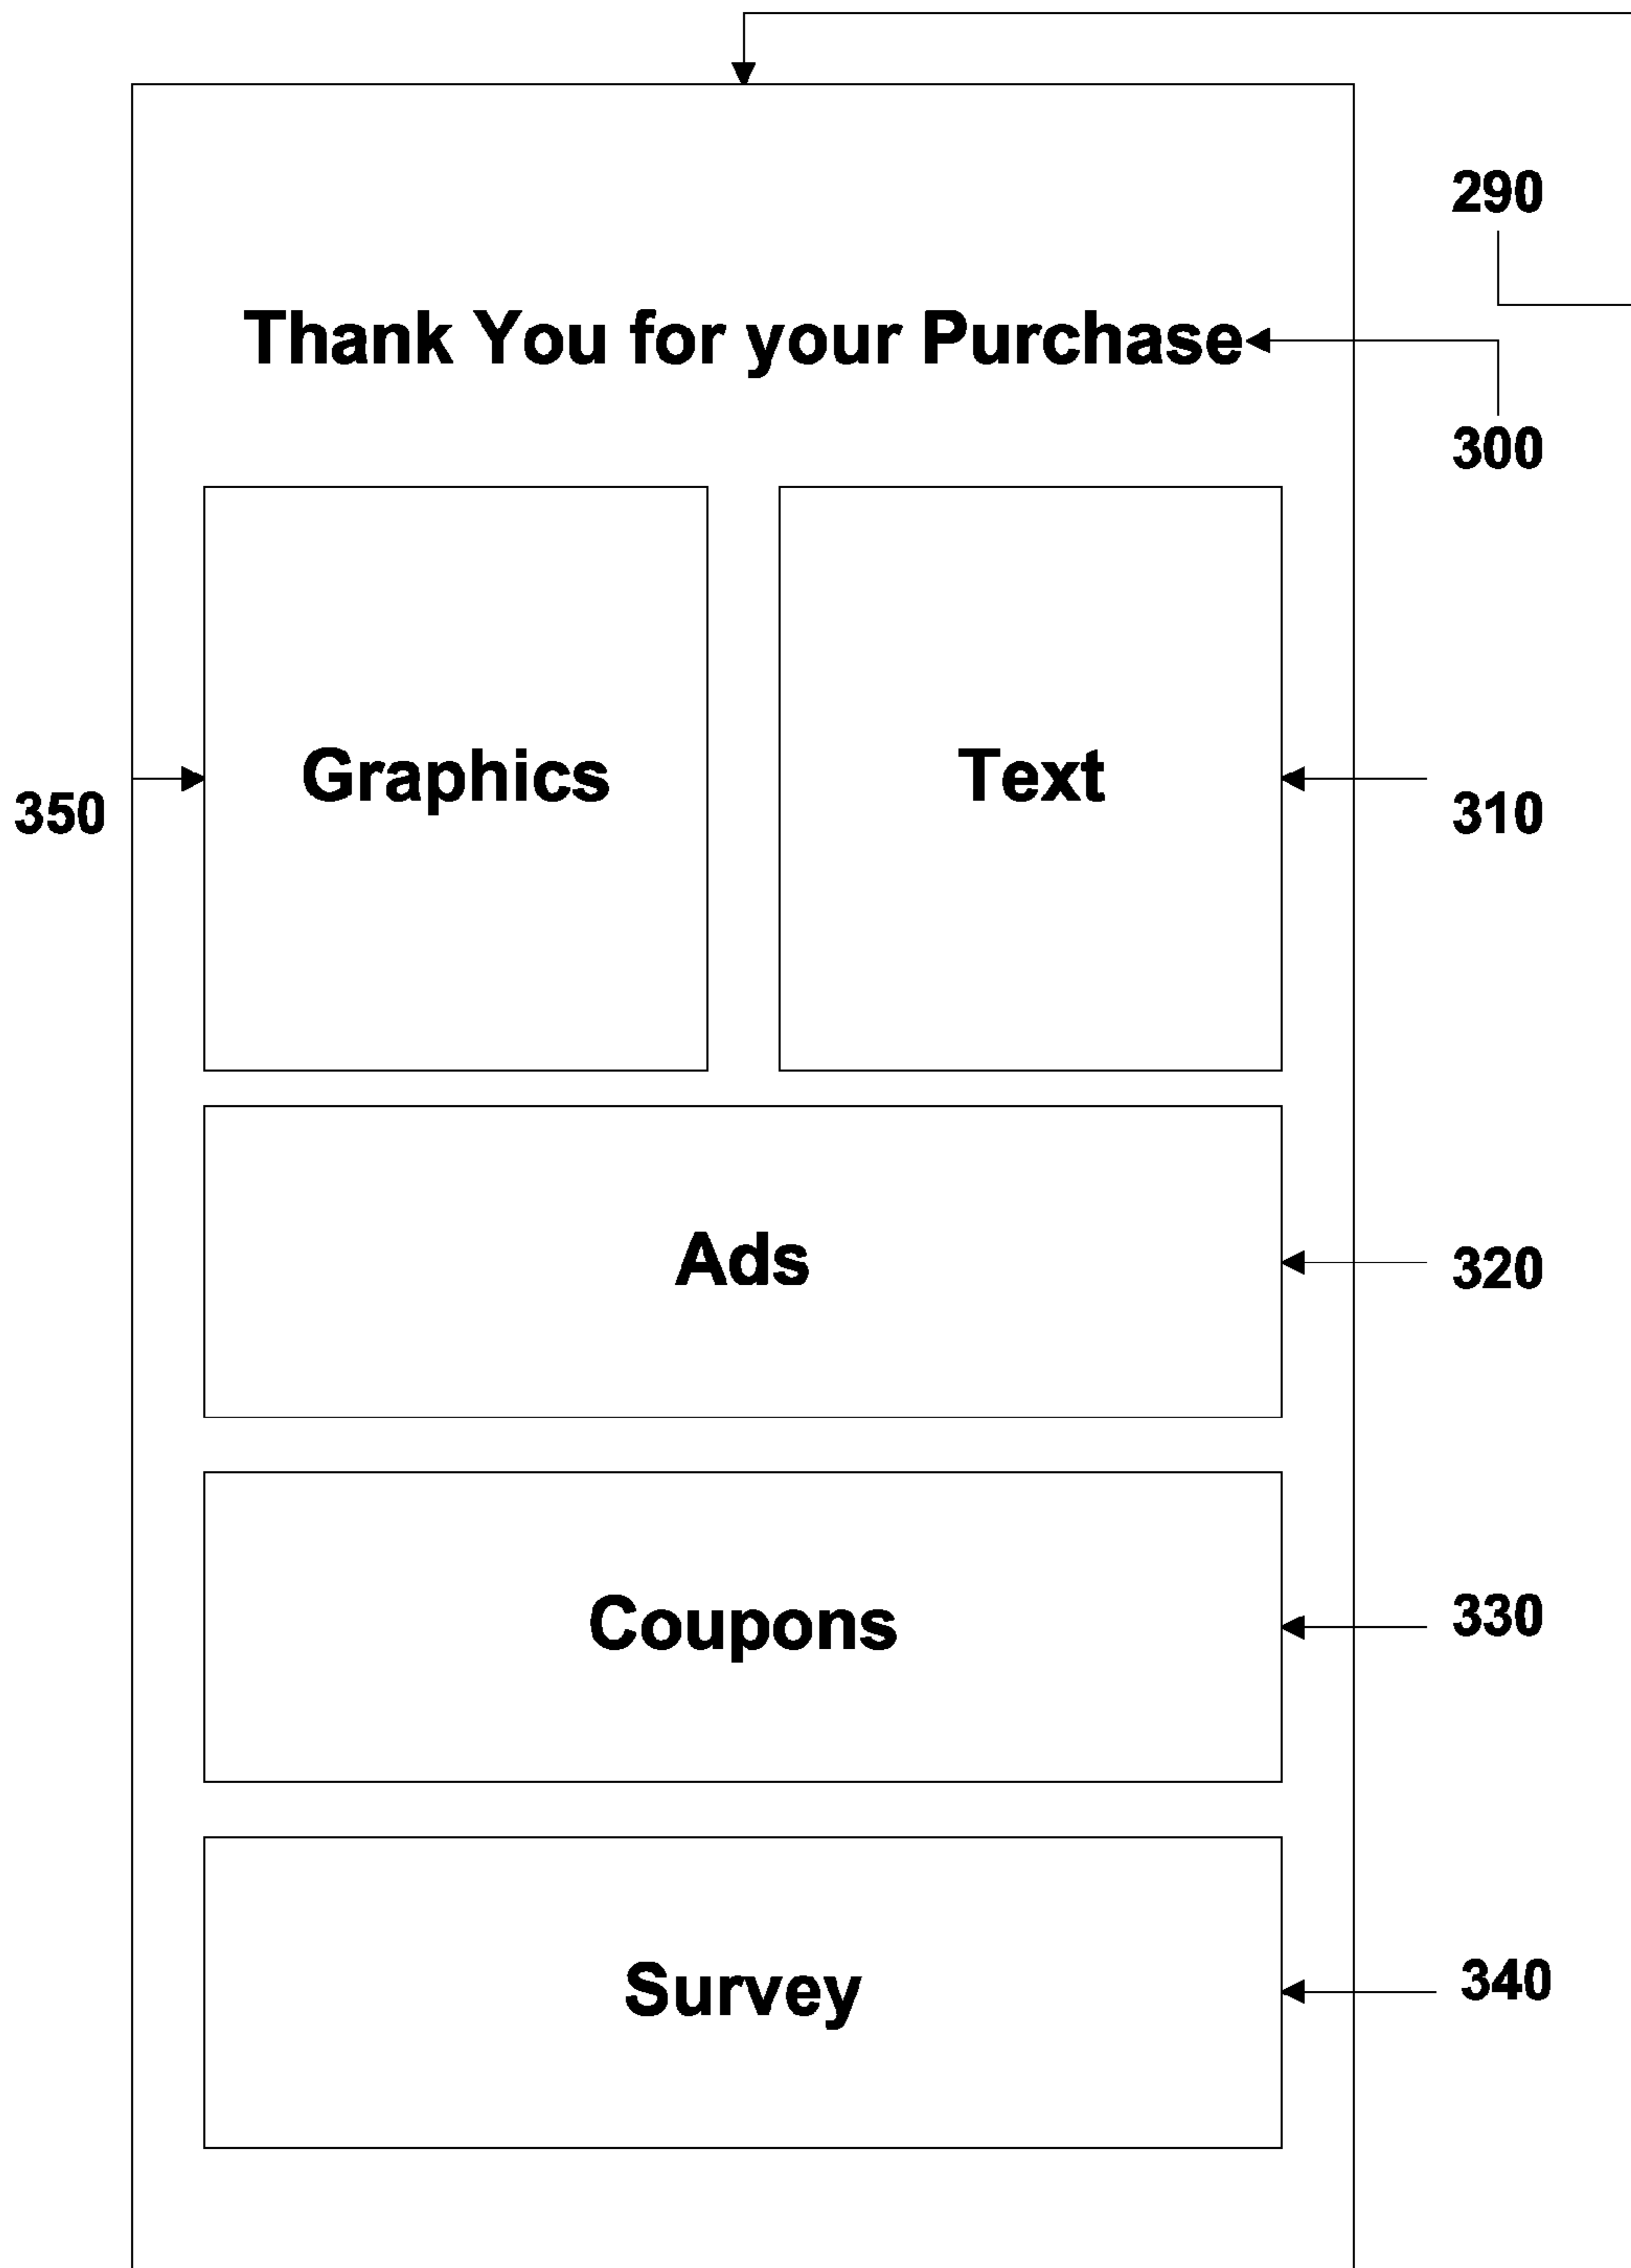 290
Thank You for your Purchase
300
Graphics
Text
350
310
Ads
320
Coupons
330
Survey
340